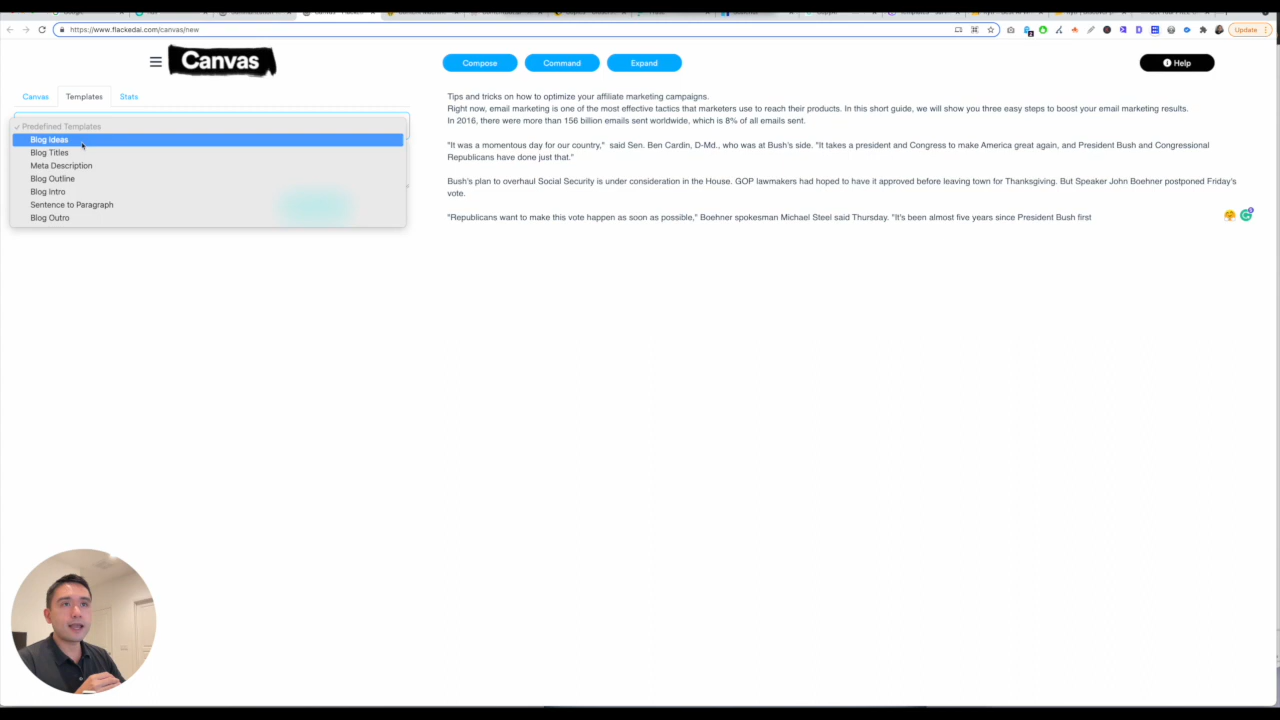 https://www.flackedai.com/canvas/new
Update
Canvas
Compose
Command
Expand
Help
Canvas
Templates
Stats
✓ Predefined Templates
Blog Ideas
Blog Titles
Meta Description
Blog Outline
Blog Intro
Sentence to Paragraph
Blog Outro
Tips and tricks on how to optimize your affiliate marketing campaigns.
Right now, email marketing is one of the most effective tactics that marketers use to reach their products. In this short guide, we will show you three easy steps to boost your email marketing results.
In 2016, there were more than 156 billion emails sent worldwide, which is 8% of all emails sent.
"It was a momentous day for our country," said Sen. Ben Cardin, D-Md., who was at Bush's side. "It takes a president and Congress to make America great again, and President Bush and Congressional
Republicans have done just that."
Bush's plan to overhaul Social Security is under consideration in the House. GOP lawmakers had hoped to have it approved before leaving town for Thanksgiving. But Speaker John Boehner postponed Friday's
vote.
"Republicans want to make this vote happen as soon as possible," Boehner spokesman Michael Steel said Thursday. "It's been almost five years since President Bush first